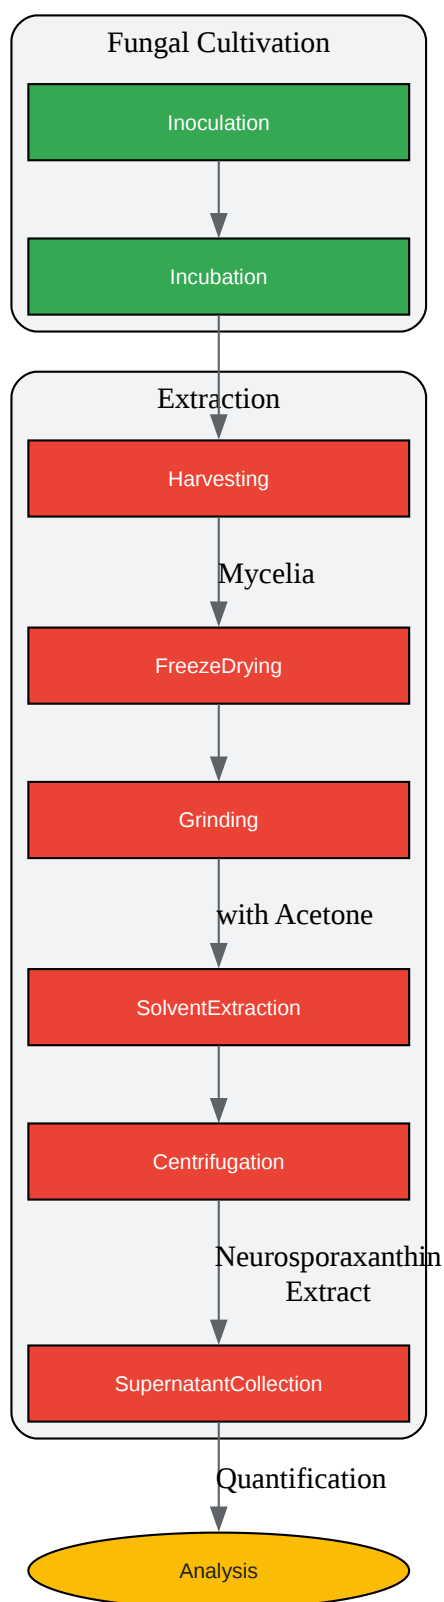 Fungal Cultivation
Inoculation
Incubation
Extraction
Harvesting
Mycelia
FreezeDrying
Grinding
with Acetone
SolventExtraction
Centrifugation
Neurosporaxanthin
Extract
SupernatantCollection
Quantification
Analysis